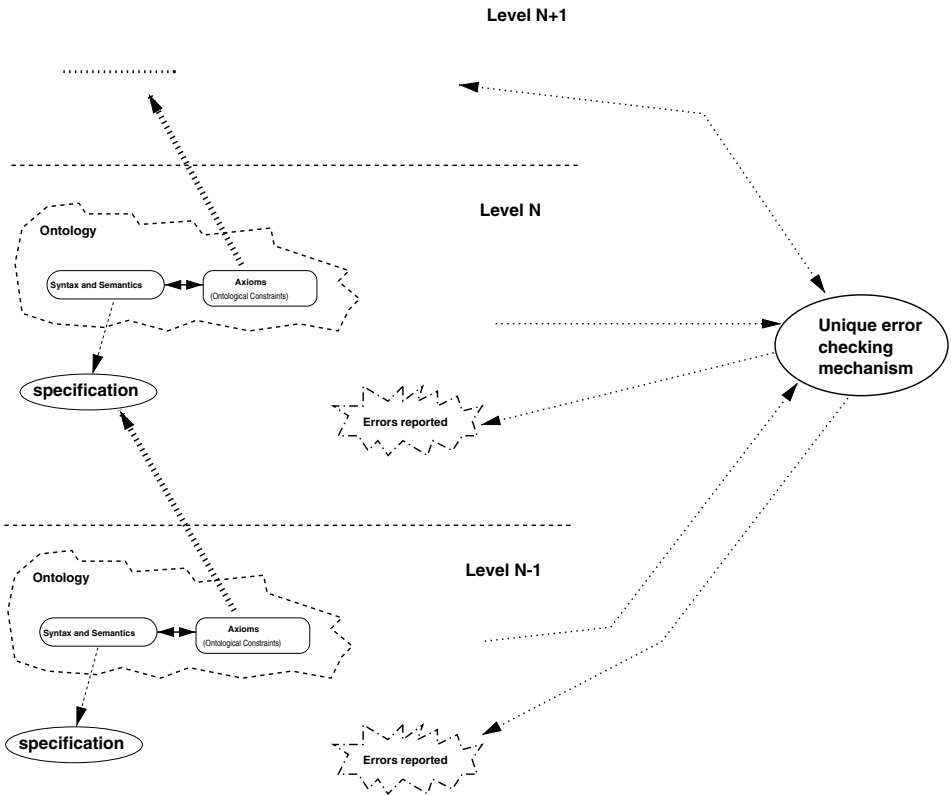 Level N+1
Level N
Ontology
Syntax and Semantics
Axioms
(Ontological Constraints)
Unique error
checking
mechanism
specification
Errors reported
Level N-1
Ontology
Syntax and Semantics
Axioms
(Ontological Constraints)
specification
Errors reported